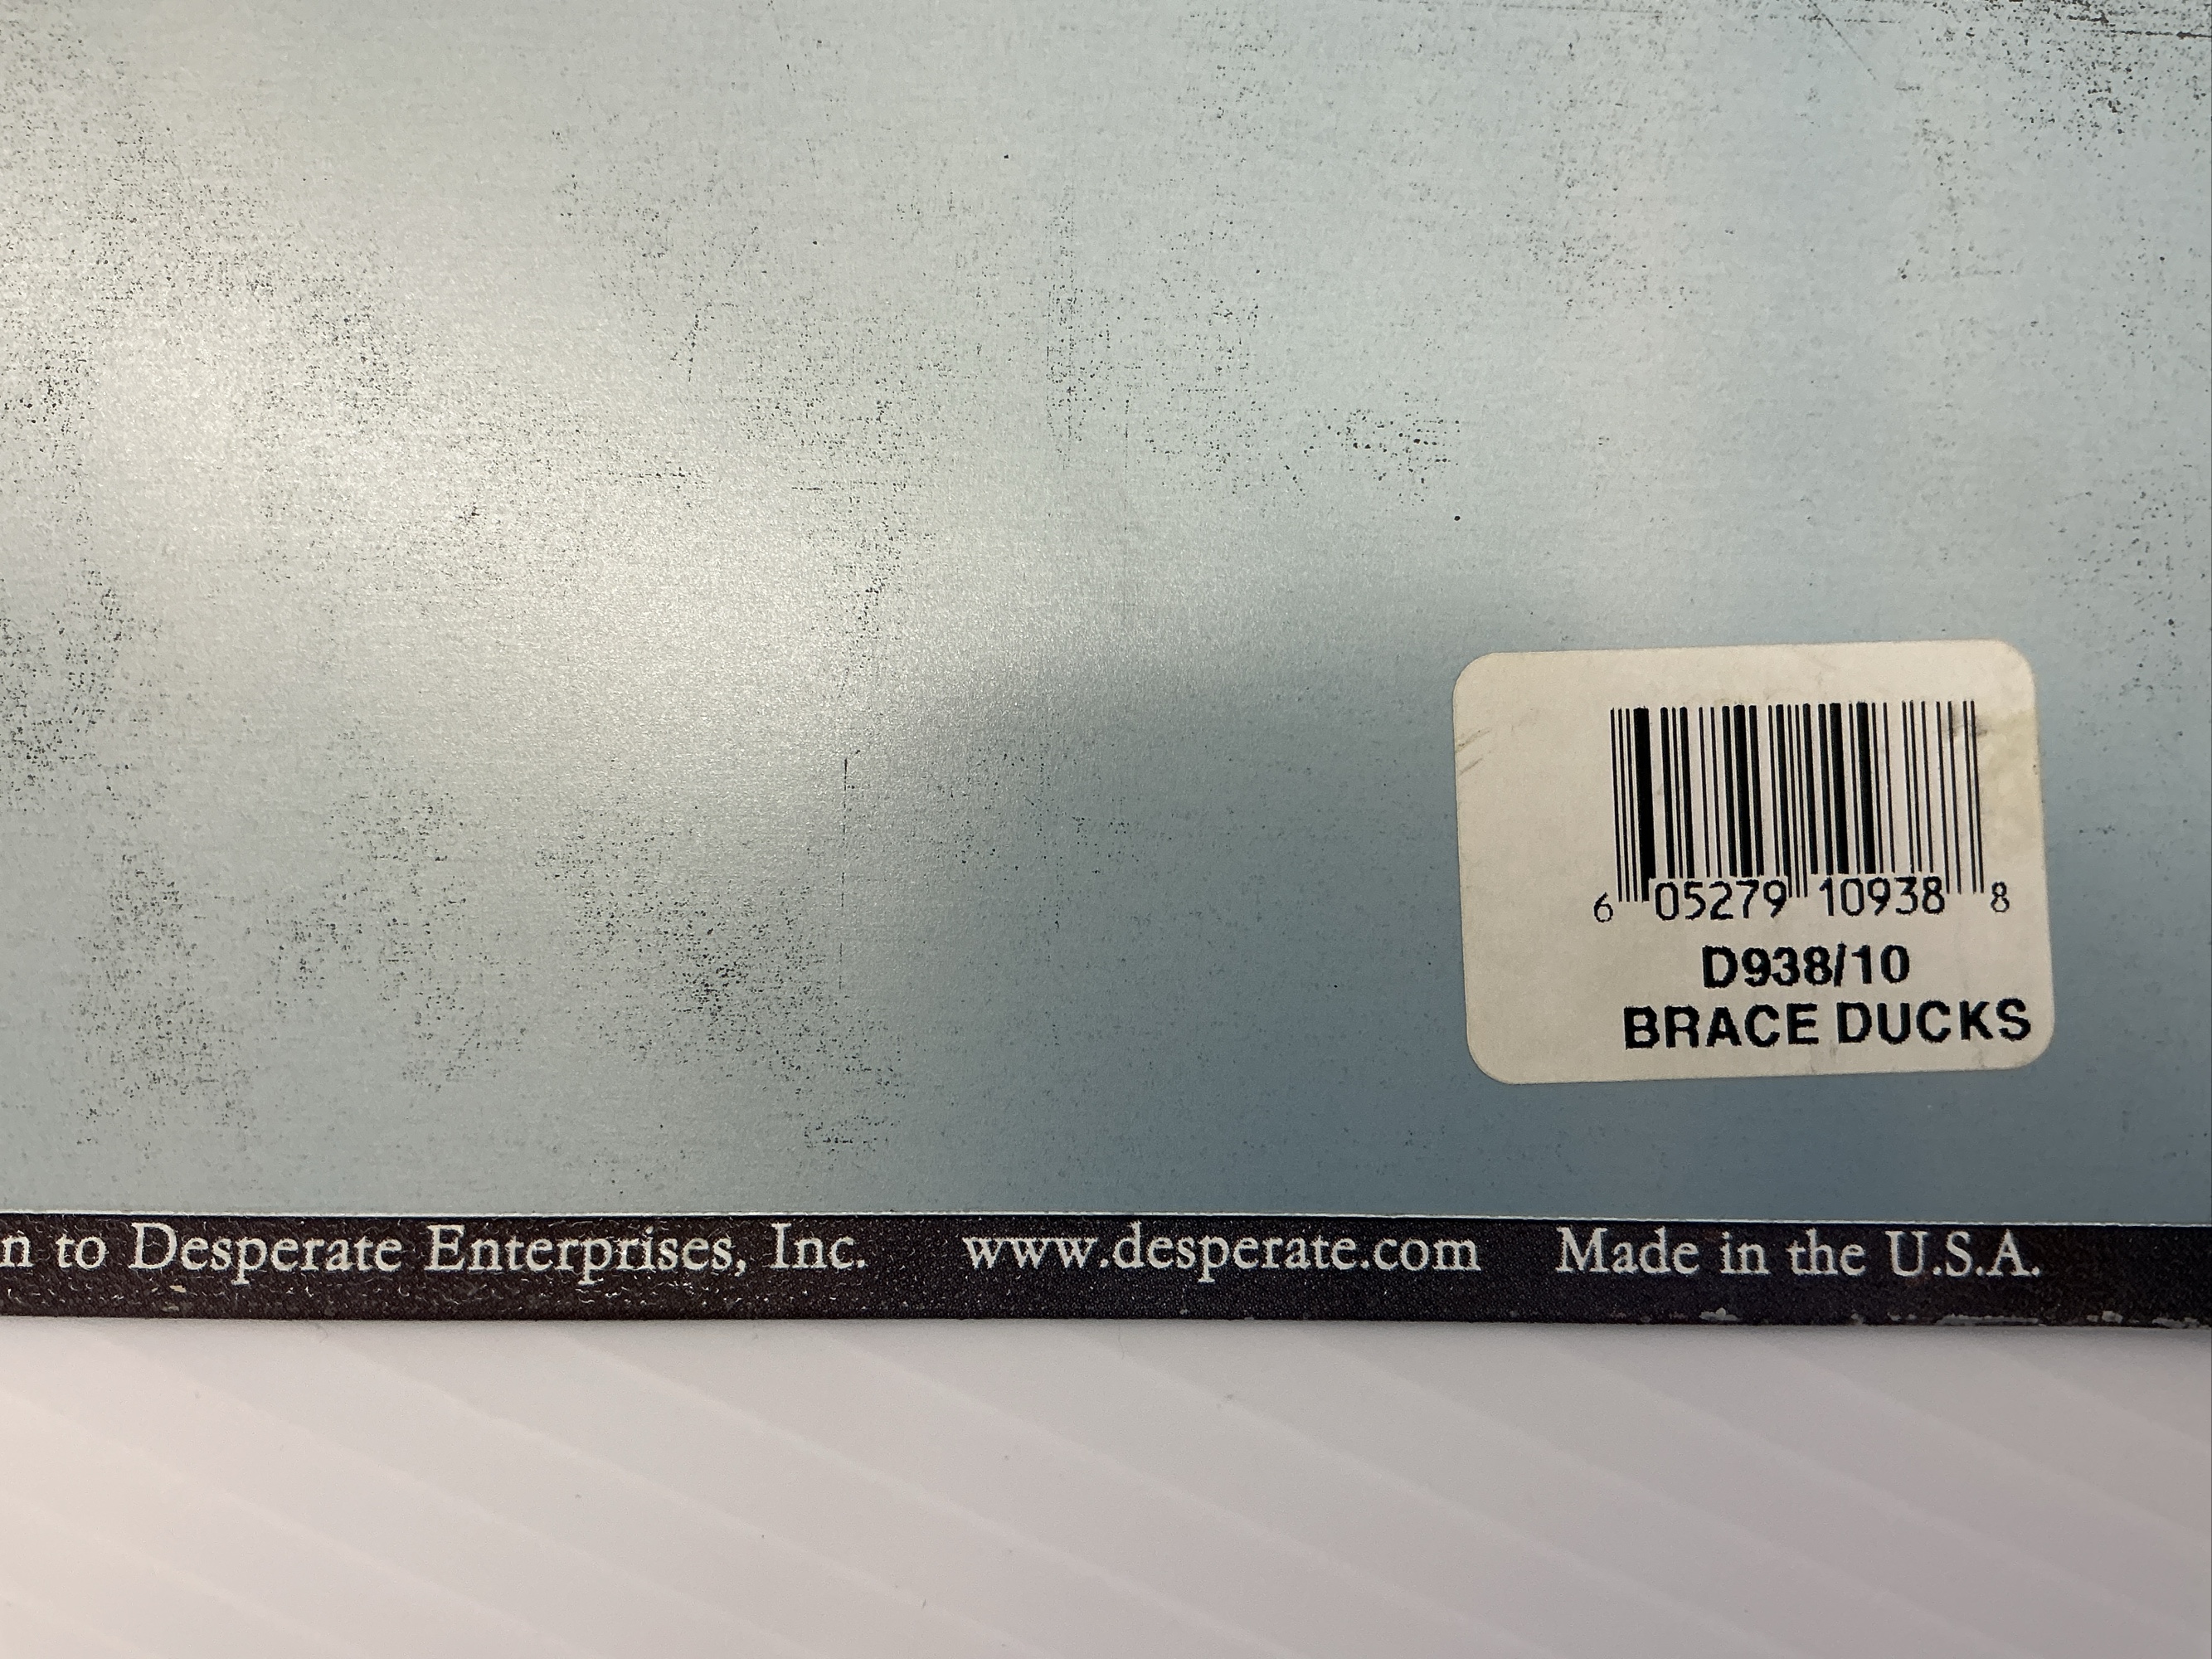 6 05279 10938 8
D938/10
BRACE DUCKS
to Desperate Enterprises, Inc. www.desperate.com Made in the U.S.A.